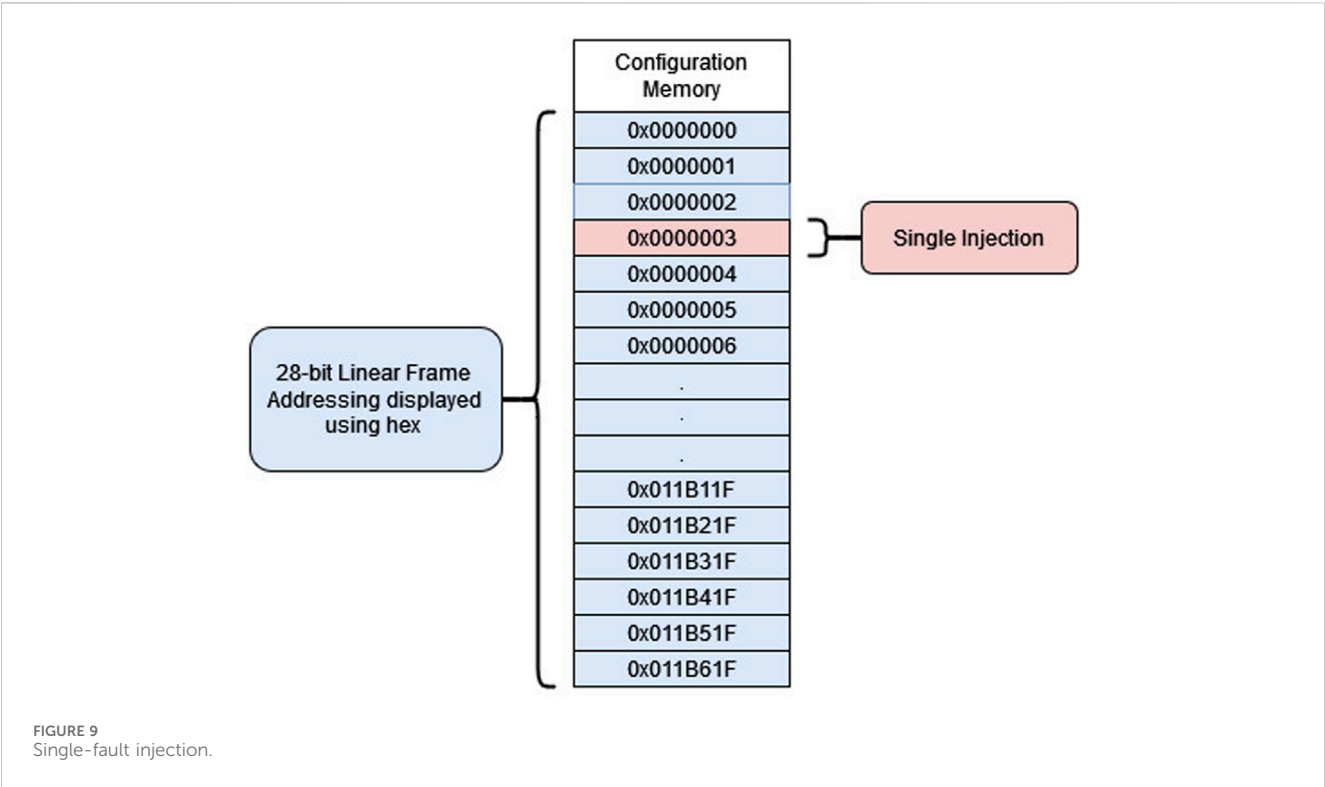 Configuration
Memory
0x0000000
0x0000001
0x0000002
0x0000003
Single Injection
0x0000004
0x0000005
0x0000006
28-bit Linear Frame
Addressing displayed
using hex
.
.
.
0x011B11F
0x011B21F
0x011B31F
0x011B41F
0x011B51F
0x011B61F
FIGURE 9
Single-fault injection.